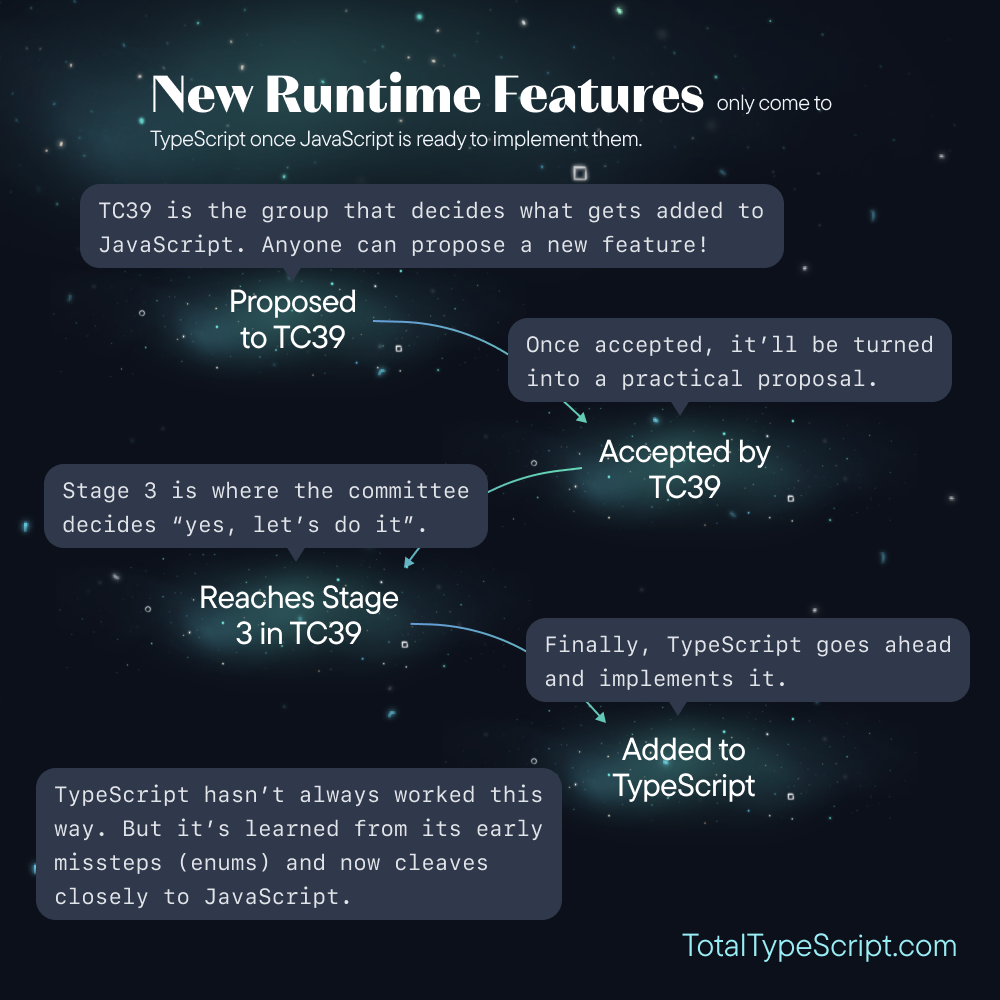 New Runtime Features only come to
TypeScript once JavaScript is ready to implement them.
TC39 is the group that decides what gets added to
JavaScript. Anyone can propose a new feature!
Proposed
to TC39
Once accepted, it’ll be turned
into a practical proposal.
Accepted by
TC39
Stage 3 is where the committee
decides “yes, let’s do it”.
Reaches Stage
3 in TC39
Finally, TypeScript goes ahead
and implements it.
Added to
TypeScript
TypeScript hasn’t always worked this
way. But it’s learned from its early
missteps (enums) and now cleaves
closely to JavaScript.
TotalTypeScript.com